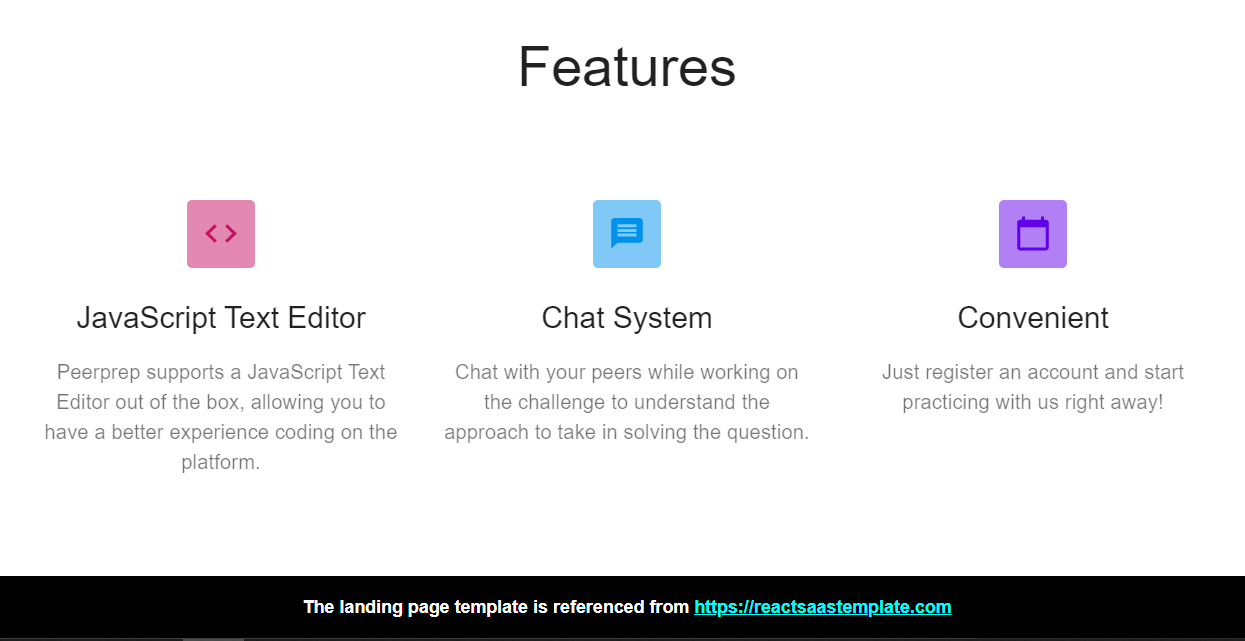 Features
JavaScript Text Editor
Peerprep supports a JavaScript Text
Editor out of the box, allowing you to
have a better experience coding on the
platform.
Chat System
Chat with your peers while working on
the challenge to understand the
approach to take in solving the question.
Convenient
Just register an account and start
practicing with us right away!
The landing page template is referenced from https://reactsaastemplate.com